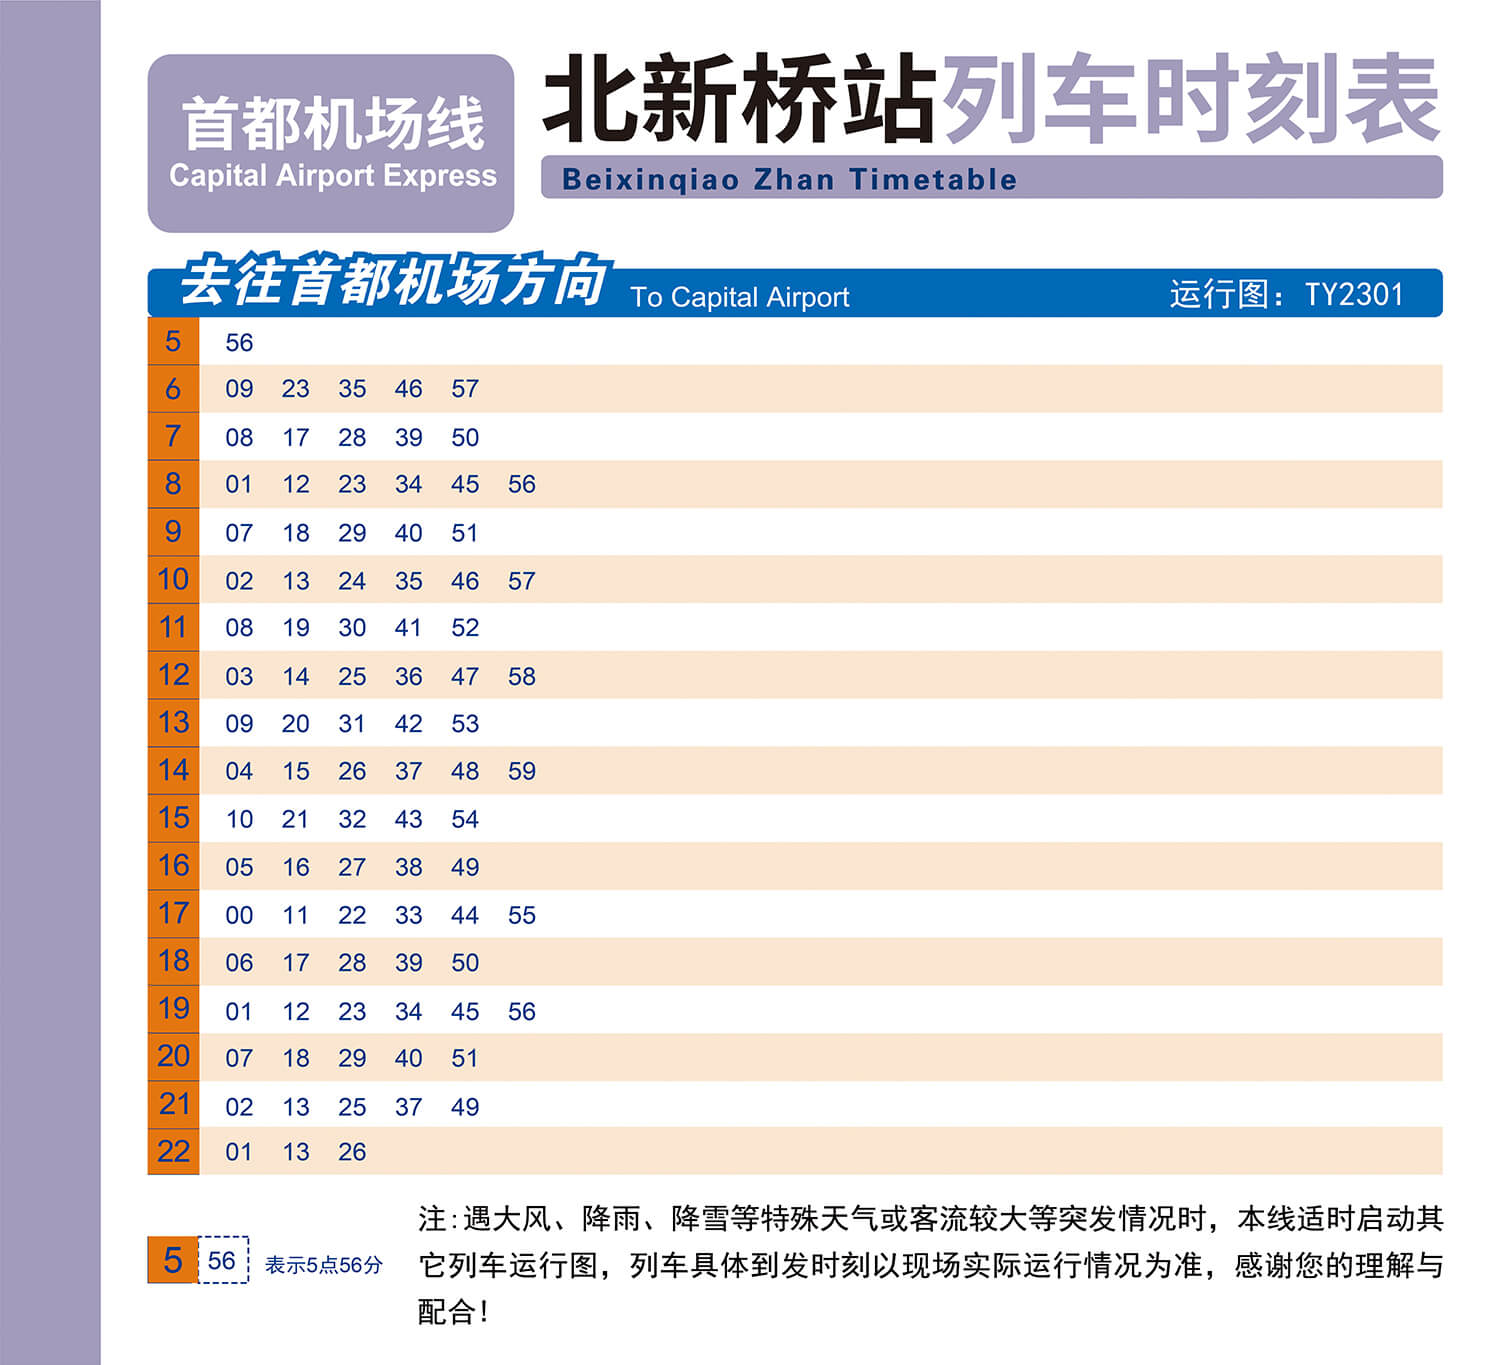 首都机场线
Capital Airport Express
北新桥站列车时刻表
Beixinqiao Zhan Timetable
去往首都机场方向 To Capital Airport 运行图：TY2301
5 56
6 09 23 35 46 57
7 08 17 28 39 50
8 01 12 23 34 45 56
9 07 18 29 40 51
10 02 13 24 35 46 57
11 08 19 30 41 52
12 03 14 25 36 47 58
13 09 20 31 42 53
14 04 15 26 37 48 59
15 10 21 32 43 54
16 05 16 27 38 49
17 00 11 22 33 44 55
18 06 17 28 39 50
19 01 12 23 34 45 56
20 07 18 29 40 51
21 02 13 25 37 49
22 01 13 26
5 56 表示5点56分
注：遇大风、降雨、降雪等特殊天气或客流较大等突发情况时，本线适时启动其
它列车运行图，列车具体到发时刻以现场实际运行情况为准，感谢您的理解与
配合！